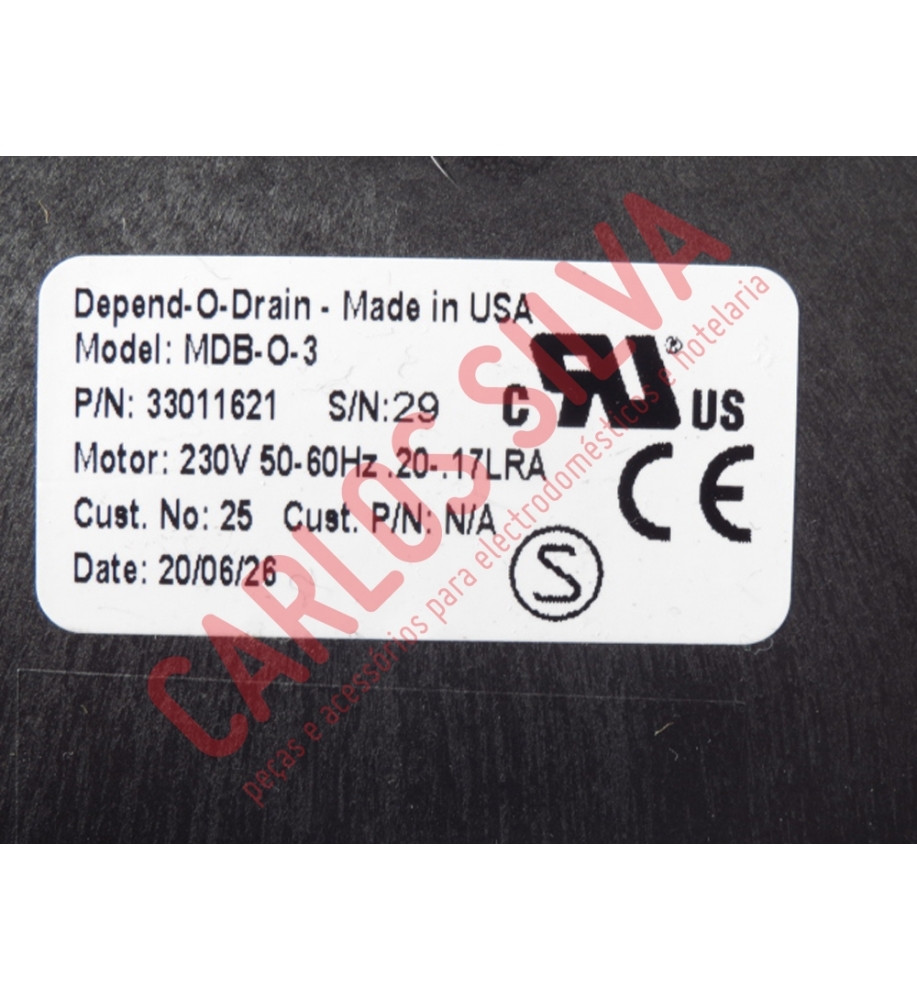 Depend-O-Drain - Made in USA
Model: MDB-O-3
P/N: 33011621 S/N:29
Motor: 230V 50-60Hz .20-.17LRA
Cust. No: 25 Cust. P/N: N/A
Date: 20/06/26
C RU ® US
CE
S
CARLOS SILVA
peças e acessórios para electrodomésticos e hotelaria